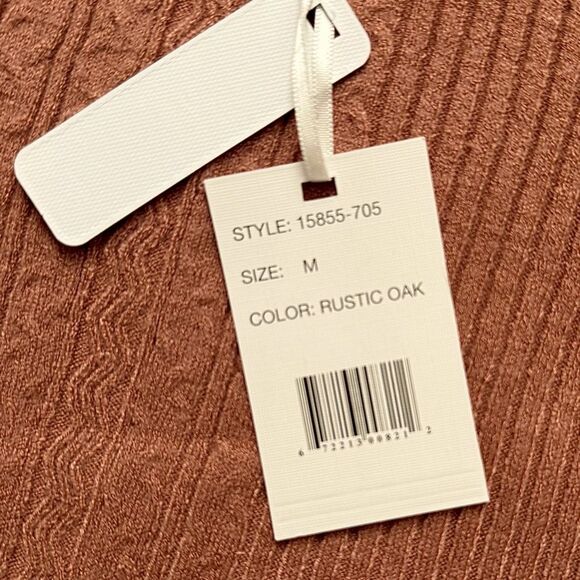 STYLE: 15855-705
SIZE: M
COLOR: RUSTIC OAK
6 72213 00821 2